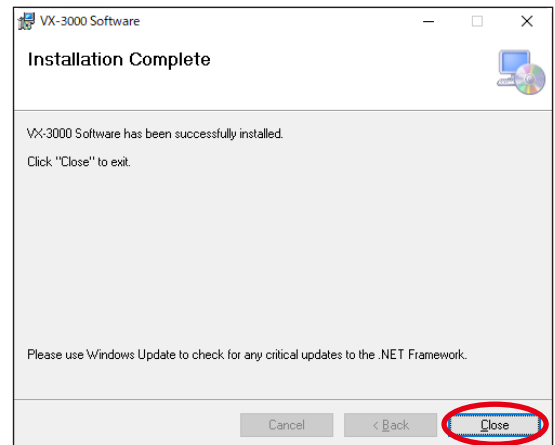 VX-3000 Software
Installation Complete
VX-3000 Software has been successfully installed.
Click "Close" to exit.
Please use Windows Update to check for any critical updates to the .NET Framework.
Cancel
< Back
Close